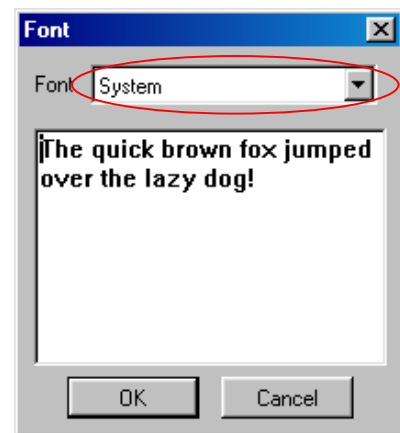 Font
Font System
The quick brown fox jumped
over the lazy dog!
OK Cancel